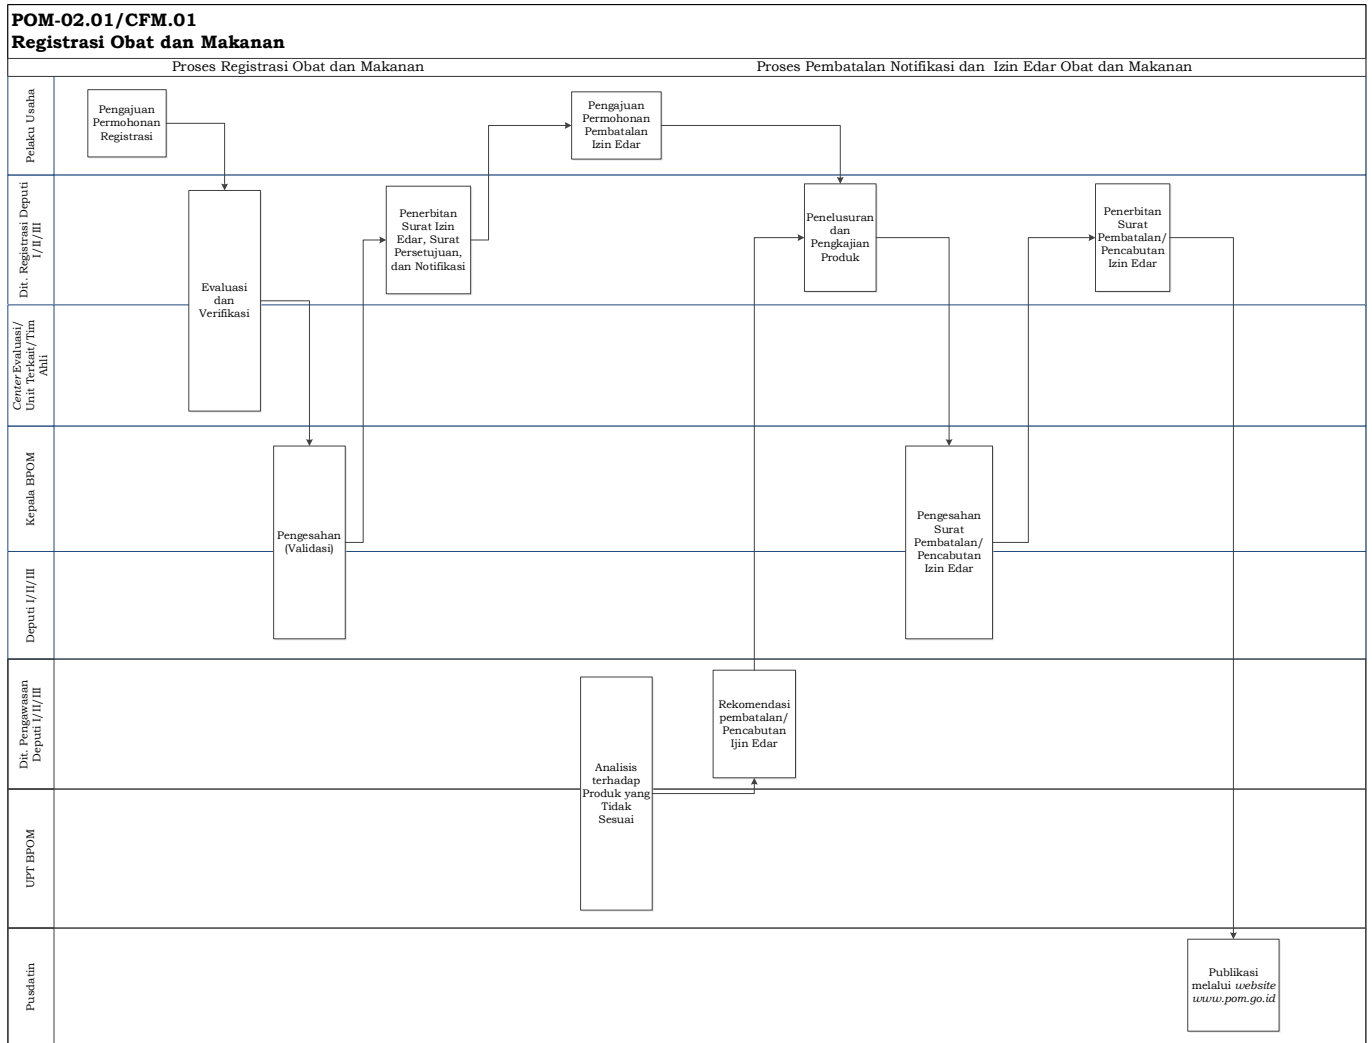 POM-02.01/CFM.01
Registrasi Obat dan Makanan
Proses Registrasi Obat dan Makanan
Proses Pembatalan Notifikasi dan Izin Edar Obat dan Makanan
Pelaku Usaha
Pengajuan
Permohonan
Registrasi
Pengajuan
Permohonan
Pembatalan
Izin Edar
Dit. Registrasi Deputi
I/II/III
Evaluasi
dan
Verifikasi
Penerbitan
Surat Izin
Edar, Surat
Persetujuan,
dan Notifikasi
Penelusuran
dan
Pengkajian
Produk
Penerbitan
Surat
Pembatalan/
Pencabutan
Izin Edar
Center Evaluasi/
Unit Terkait/Tim
Ahli
Kepala BPOM
Pengesahan
(Validasi)
Pengesahan
Surat
Pembatalan/
Pencabutan
Izin Edar
Deputi I/II/III
Dit. Pengawasan
Deputi I/II/III
Analisis
terhadap
Produk yang
Tidak
Sesuai
Rekomendasi
pembatalan/
Pencabutan
Ijin Edar
UPT BPOM
Pusdatin
Publikasi
melalui website
www.pom.go.id